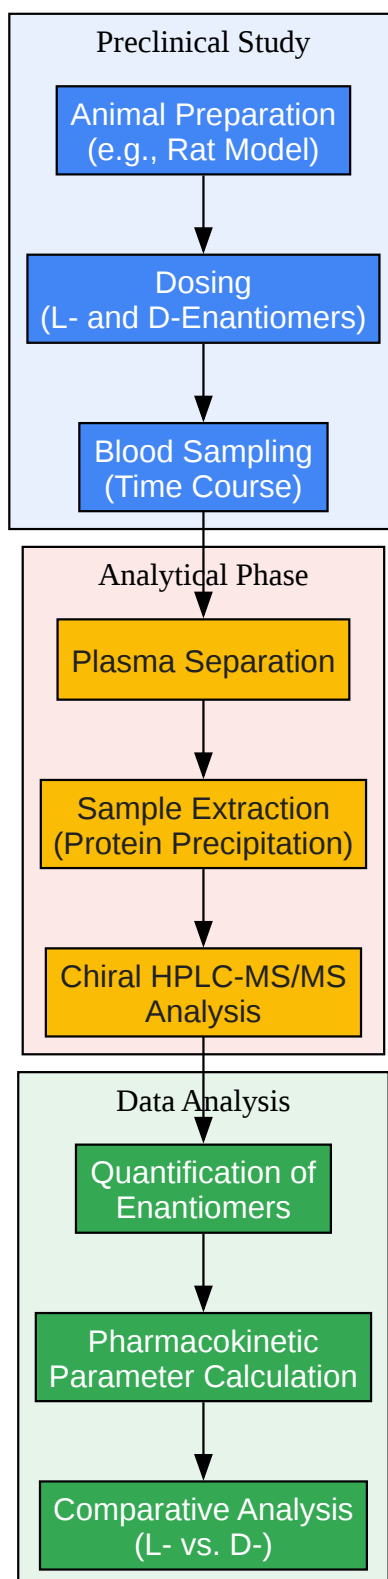 Preclinical Study
Animal Preparation
(e.g., Rat Model)
Dosing
(L- and D-Enantiomers)
Blood Sampling
(Time Course)
Analytical Phase
Plasma Separation
Sample Extraction
(Protein Precipitation)
Chiral HPLC-MS/MS
Analysis
Data Analysis
Quantification of
Enantiomers
Pharmacokinetic
Parameter Calculation
Comparative Analysis
(L- vs. D-)